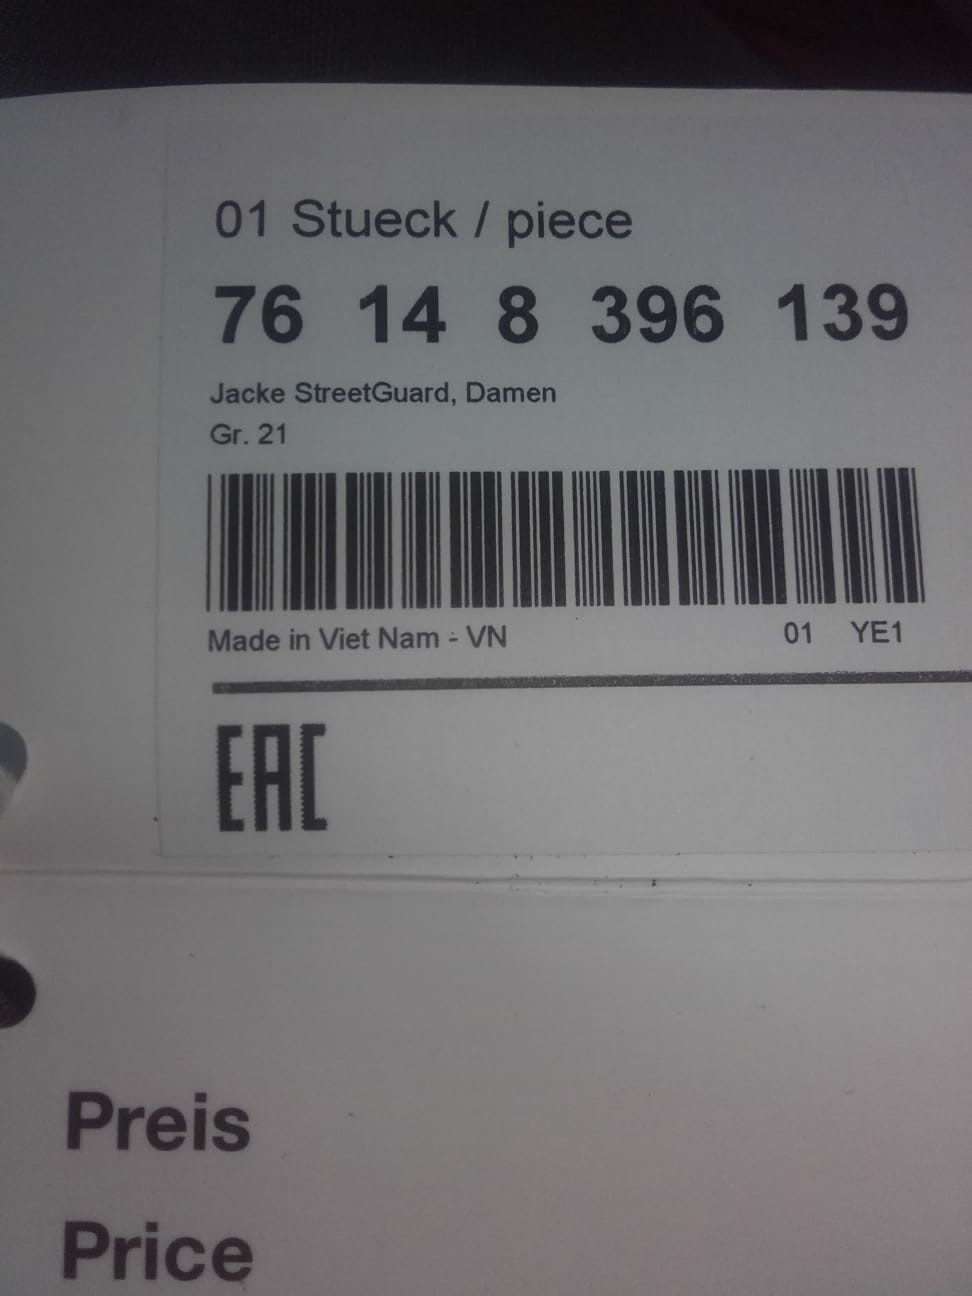 01 Stueck / piece
76 14 8 396 139
Jacke StreetGuard, Damen
Gr. 21
Made in Viet Nam - VN 01 YE1
EAC
Preis
Price